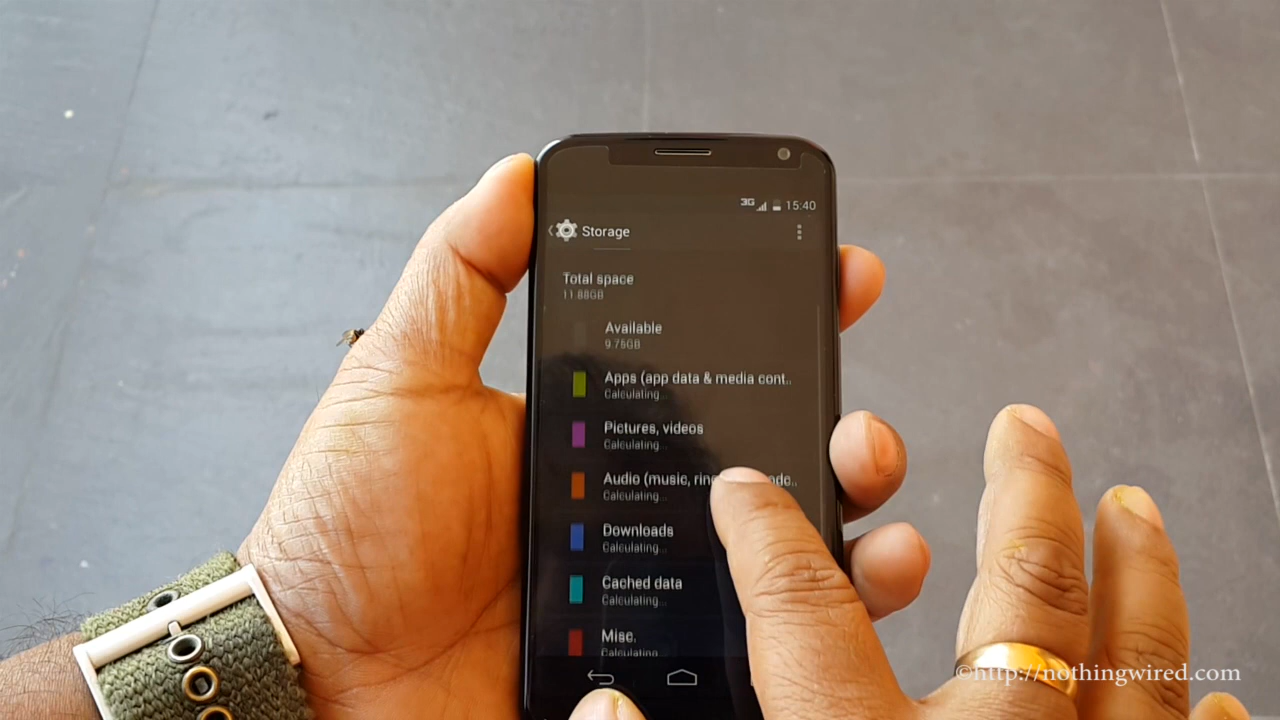 3G 15:40
Storage
Total space
11.88GB
Available
9.75GB
Apps (app data & media cont..
Calculating...
Pictures, videos
Calculating...
Audio (music,
Calculating...
Downloads
Calculating...
Cached data
Calculating...
Misc.
Calculating...
©http://nothingwired.com